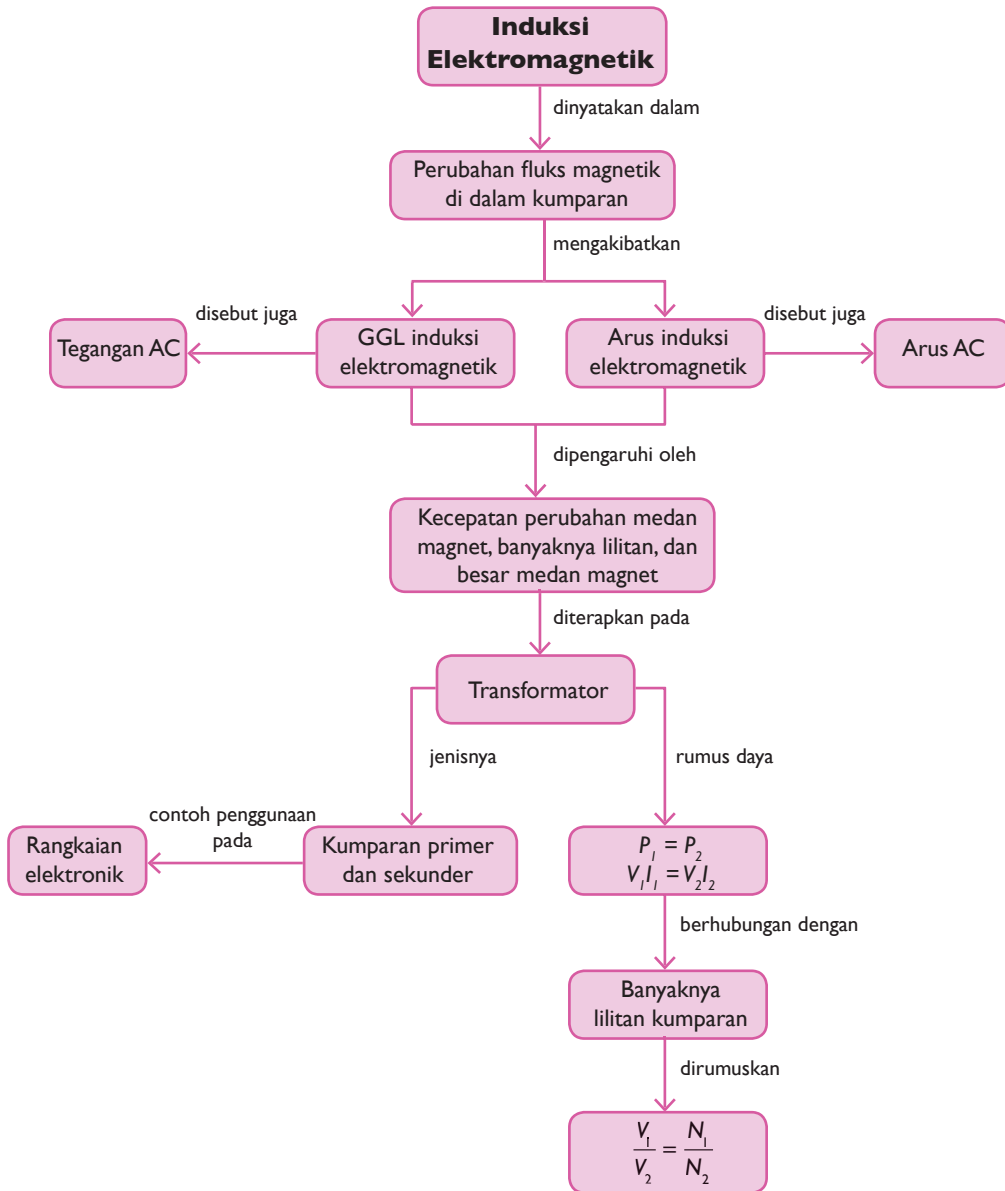 Induksi
Elektromagnetik
dinyatakan dalam
Perubahan fluks magnetik
di dalam kumparan
mengakibatkan
disebut juga
disebut juga
Tegangan AC
GGL induksi
elektromagnetik
Arus induksi
elektromagnetik
Arus AC
dipengaruhi oleh
Kecepatan perubahan medan
magnet, banyaknya lilitan, dan
besar medan magnet
diterapkan pada
Transformator
jenisnya
rumus daya
contoh penggunaan
pada
Rangkaian
elektronik
Kumparan primer
dan sekunder
P₁ = P₂
V₁I₁ = V₂I₂
berhubungan dengan
Banyaknya
lilitan kumparan
dirumuskan
V₁/V₂ = N₁/N₂